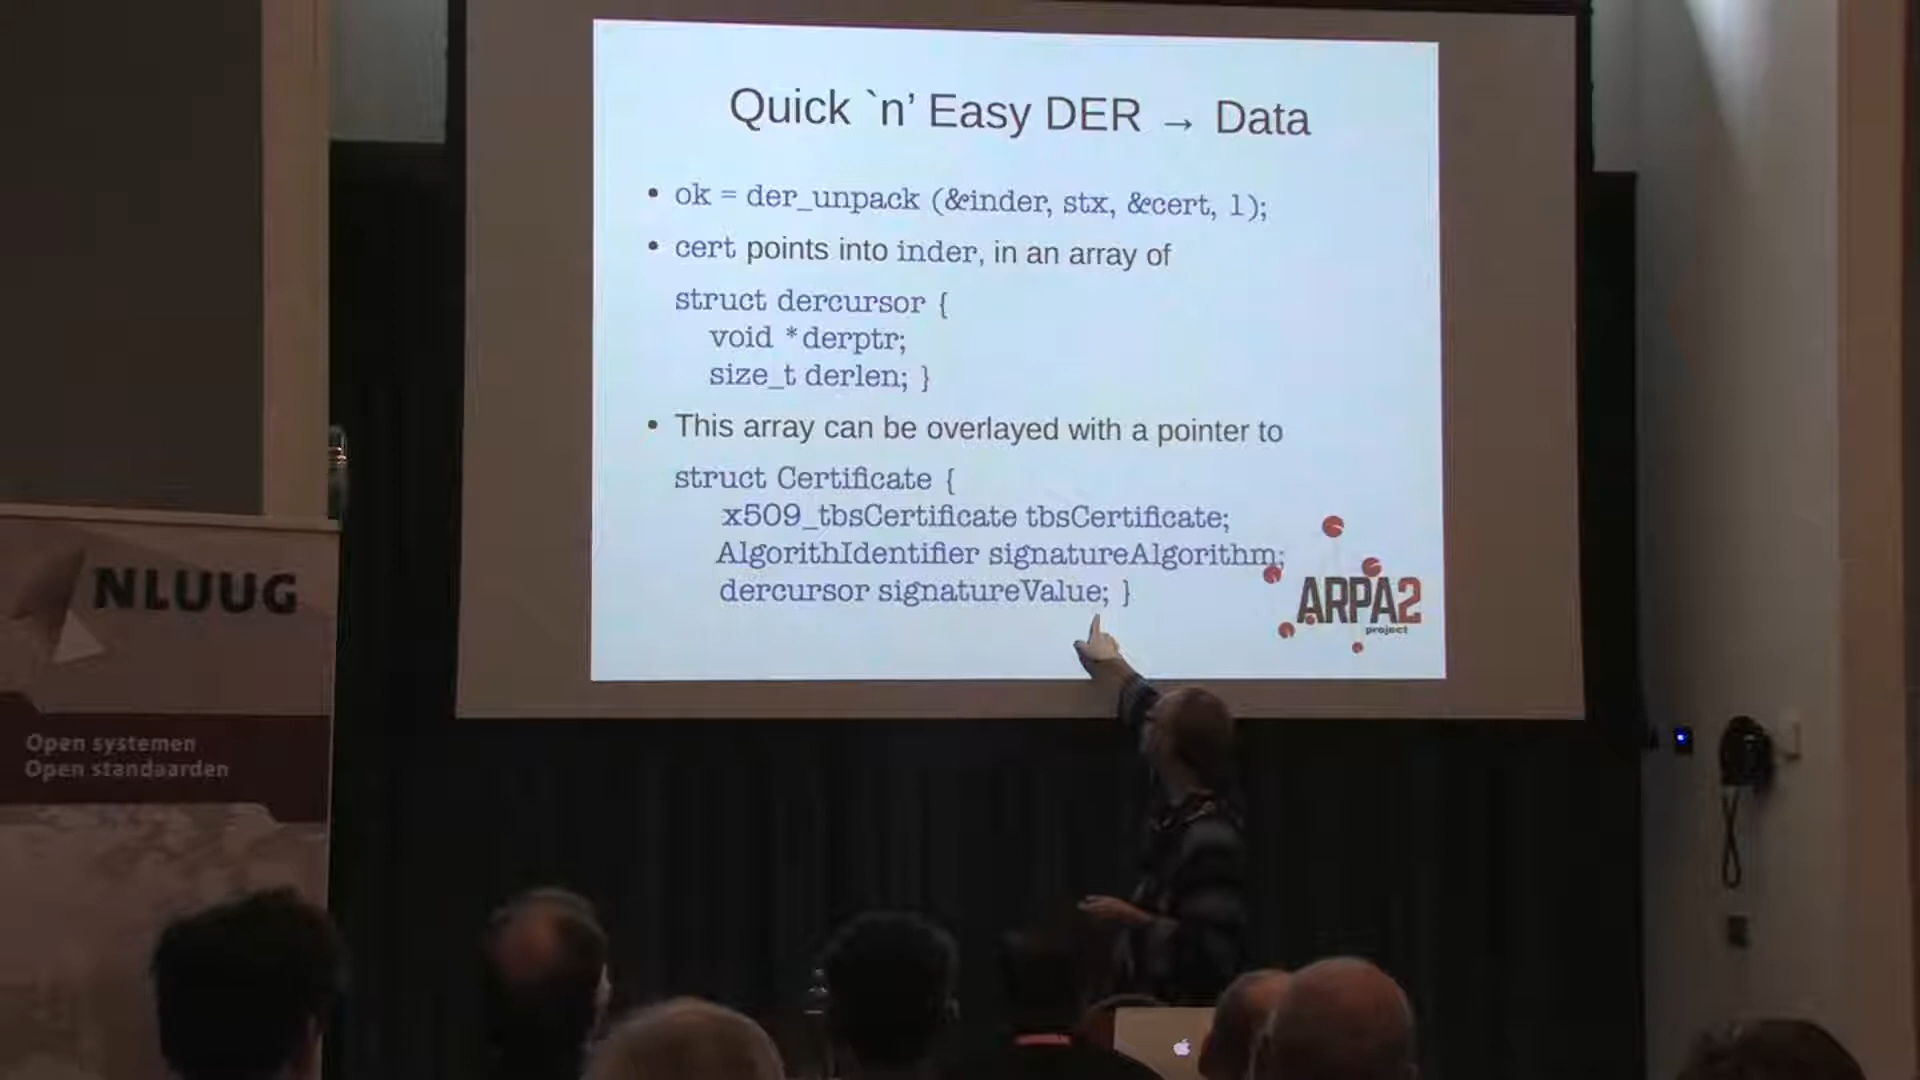 Quick `n’ Easy DER → Data
• ok = der_unpack (&inder, stx, &cert, 1);
• cert points into inder, in an array of
struct dercursor {
void *derptr;
size_t derlen; }
• This array can be overlayed with a pointer to
struct Certificate {
x509_tbsCertificate tbsCertificate;
AlgorithIdentifier signatureAlgorithm;
dercursor signatureValue; }
ARPA2
project
NLUUG
Open systemen
Open standaarden